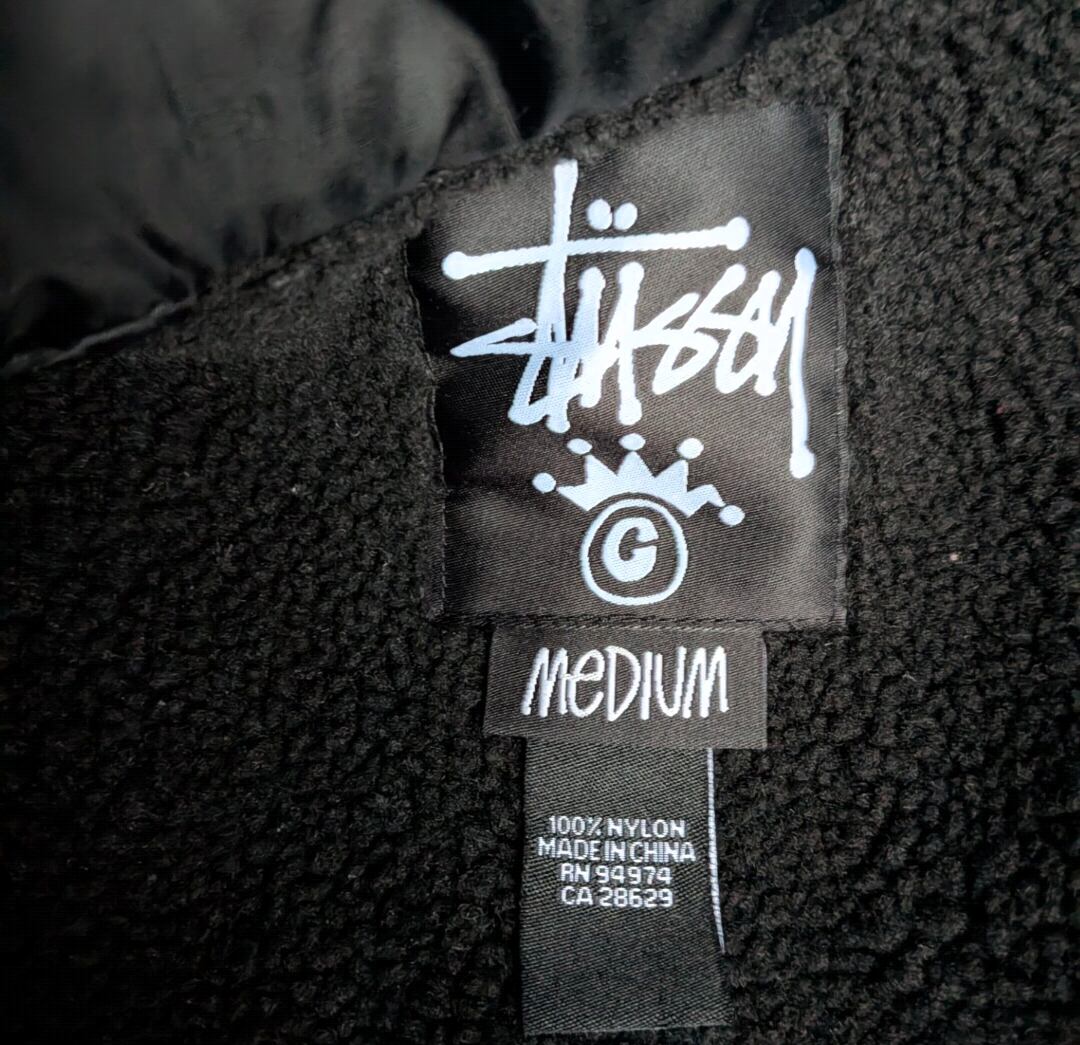 Stüssy
C
MeDIUM
100% NYLON
MADE IN CHINA
RN 94974
CA 28629